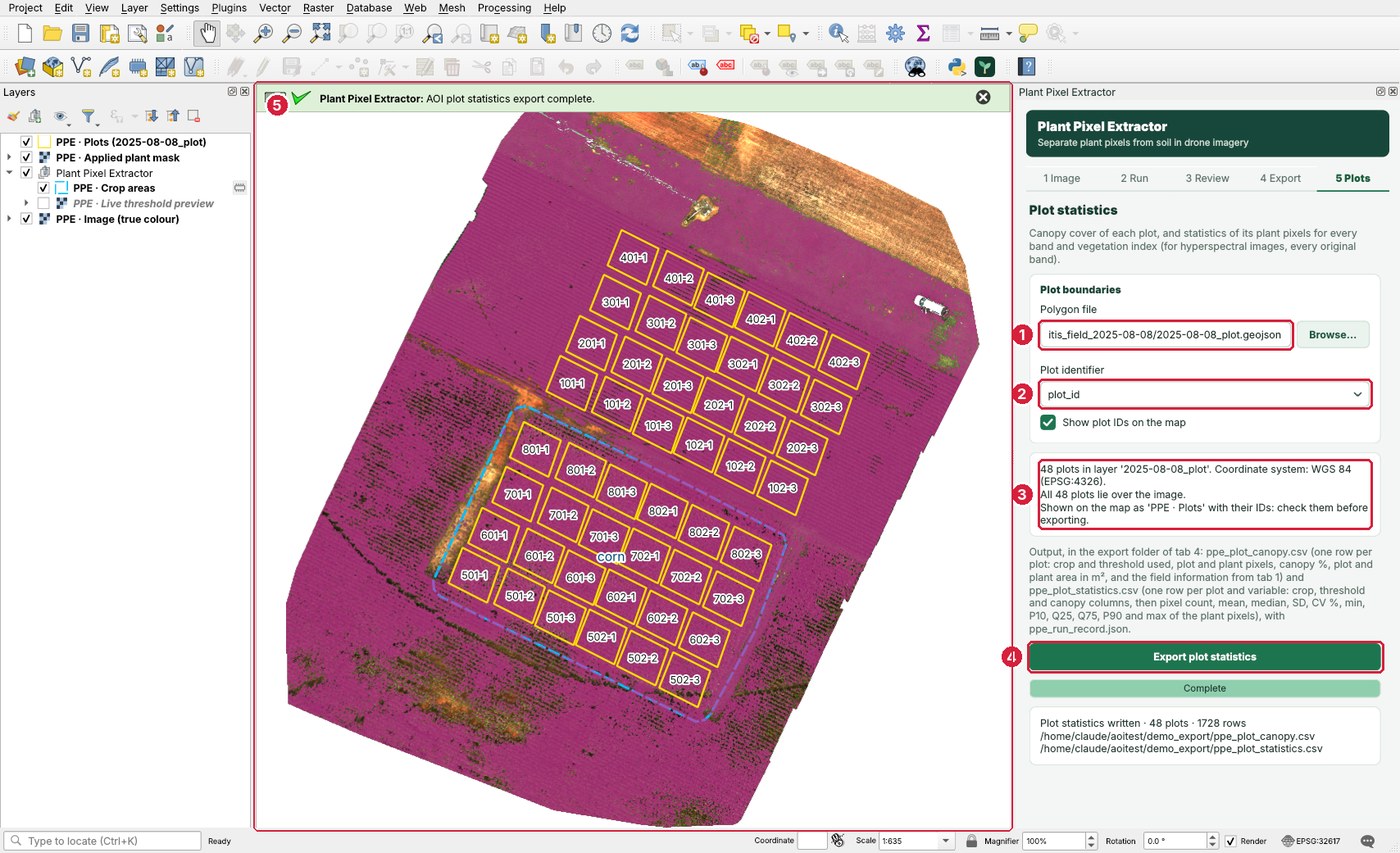 Project Edit View Layer Settings Plugins Vector Raster Database Web Mesh Processing Help
Layers
PPE · Plots (2025-08-08_plot)
PPE · Applied plant mask
Plant Pixel Extractor
PPE · Crop areas
PPE · Live threshold preview
PPE · Image (true colour)
5
Plant Pixel Extractor: AOI plot statistics export complete.
401-1
401-2
401-3
402-1
402-2
402-3
301-1
301-2
301-3
302-1
302-2
302-3
201-1
201-2
201-3
202-1
202-2
202-3
101-1
101-2
101-3
102-1
102-2
102-3
801-1
801-2
801-3
802-1
802-2
802-3
701-1
701-2
701-3
corn
702-1
702-2
702-3
601-1
601-2
601-3
602-1
602-2
602-3
501-1
501-2
501-3
502-1
502-2
502-3
Plant Pixel Extractor
Plant Pixel Extractor
Separate plant pixels from soil in drone imagery
1 Image 2 Run 3 Review 4 Export 5 Plots
Plot statistics
Canopy cover of each plot, and statistics of its plant pixels for every
band and vegetation index (for hyperspectral images, every original
band).
Plot boundaries
Polygon file
1
itis_field_2025-08-08/2025-08-08_plot.geojson
Browse...
Plot identifier
2
plot_id
Show plot IDs on the map
3
48 plots in layer '2025-08-08_plot'. Coordinate system: WGS 84
(EPSG:4326).
All 48 plots lie over the image.
Shown on the map as 'PPE · Plots' with their IDs: check them before
exporting.
Output, in the export folder of tab 4: ppe_plot_canopy.csv (one row per
plot: crop and threshold used, plot and plant pixels, canopy %, plot and
plant area in m², and the field information from tab 1) and
ppe_plot_statistics.csv (one row per plot and variable: crop, threshold
and canopy columns, then pixel count, mean, median, SD, CV %, min,
P10, Q25, Q75, P90 and max of the plant pixels), with
ppe_run_record.json.
4
Export plot statistics
Complete
Plot statistics written · 48 plots · 1728 rows
/home/claude/aoitest/demo_export/ppe_plot_canopy.csv
/home/claude/aoitest/demo_export/ppe_plot_statistics.csv
Type to locate (Ctrl+K) Ready Coordinate Scale 1:635 Magnifier 100% Rotation 0.0 ° Render EPSG:32617